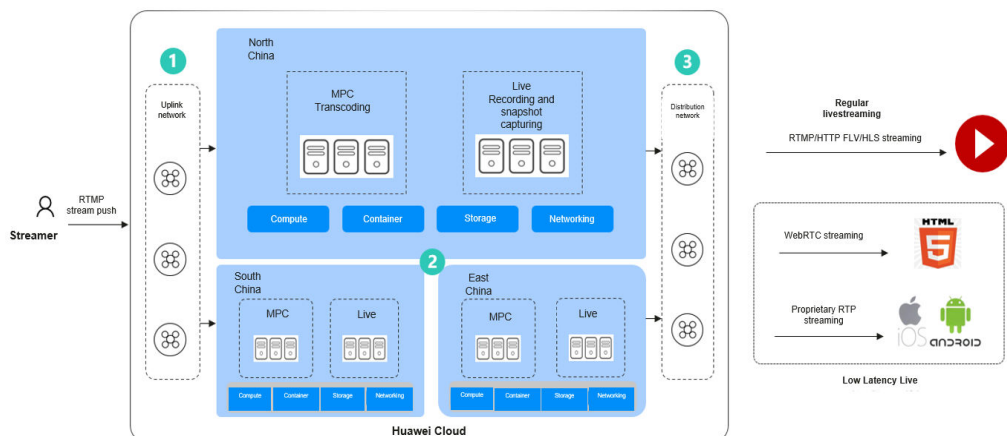 Streamer
RTMP
stream push
1
Uplink
network
North
China
MPC
Transcoding
Live
Recording and
snapshot
capturing
Compute
Container
Storage
Networking
2
South
China
MPC
Live
Compute
Container
Storage
Networking
East
China
MPC
Live
Compute
Container
Storage
Networking
3
Distribution
network
Huawei Cloud
Regular
livestreaming
RTMP/HTTP FLV/HLS streaming
WebRTC streaming
HTML
5
Proprietary RTP
streaming
iOS
ANDROID
Low Latency Live